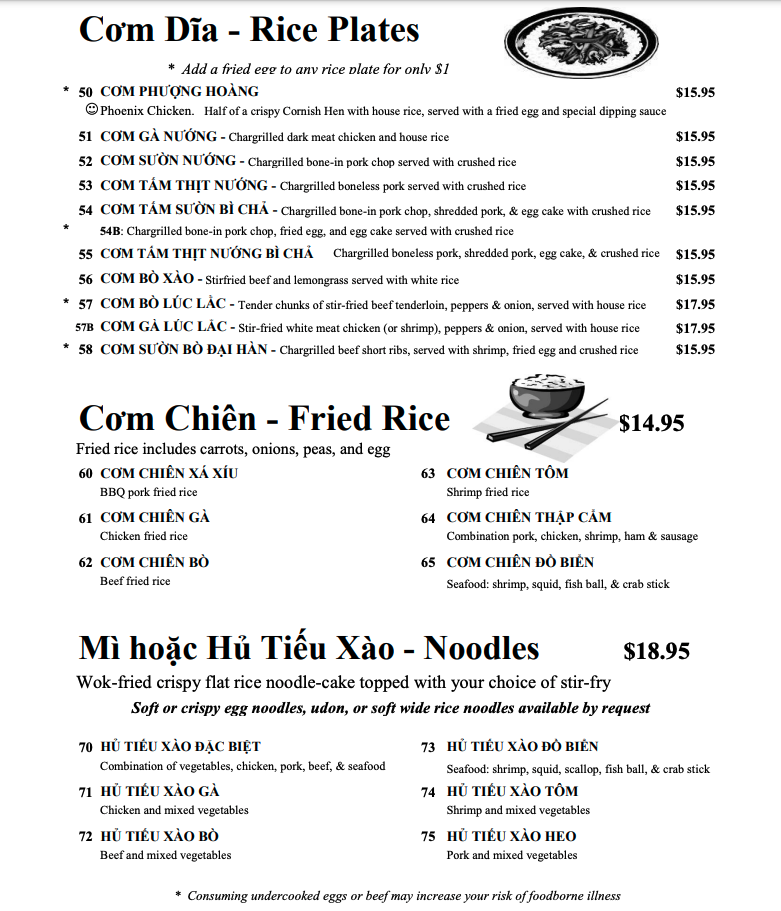 Cơm Dĩa - Rice Plates
* Add a fried egg to any rice plate for only $1
* 50 CƠM PHƯỢNG HOÀNG $15.95
☺Phoenix Chicken. Half of a crispy Cornish Hen with house rice, served with a fried egg and special dipping sauce
51 CƠM GÀ NƯỚNG - Chargrilled dark meat chicken and house rice $15.95
52 CƠM SƯỜN NƯỚNG - Chargrilled bone-in pork chop served with crushed rice $15.95
53 CƠM TẤM THỊT NƯỚNG - Chargrilled boneless pork served with crushed rice $15.95
54 CƠM TẤM SƯỜN BÌ CHẢ - Chargrilled bone-in pork chop, shredded pork, & egg cake with crushed rice $15.95
* 54B: Chargrilled bone-in pork chop, fried egg, and egg cake served with crushed rice
55 CƠM TẤM THỊT NƯỚNG BÌ CHẢ Chargrilled boneless pork, shredded pork, egg cake, & crushed rice $15.95
56 CƠM BÒ XÀO - Stirfried beef and lemongrass served with white rice $15.95
* 57 CƠM BÒ LÚC LẮC - Tender chunks of stir-fried beef tenderloin, peppers & onion, served with house rice $17.95
57B CƠM GÀ LÚC LẮC - Stir-fried white meat chicken (or shrimp), peppers & onion, served with house rice $17.95
* 58 CƠM SƯỜN BÒ ĐẠI HÀN - Chargrilled beef short ribs, served with shrimp, fried egg and crushed rice $15.95
Cơm Chiên - Fried Rice $14.95
Fried rice includes carrots, onions, peas, and egg
60 CƠM CHIÊN XÁ XÍU
BBQ pork fried rice
61 CƠM CHIÊN GÀ
Chicken fried rice
62 CƠM CHIÊN BÒ
Beef fried rice
63 CƠM CHIÊN TÔM
Shrimp fried rice
64 CƠM CHIÊN THẬP CẨM
Combination pork, chicken, shrimp, ham & sausage
65 CƠM CHIÊN ĐỒ BIỂN
Seafood: shrimp, squid, fish ball, & crab stick
Mì hoặc Hủ Tiếu Xào - Noodles $18.95
Wok-fried crispy flat rice noodle-cake topped with your choice of stir-fry
Soft or crispy egg noodles, udon, or soft wide rice noodles available by request
70 HỦ TIẾU XÀO ĐẶC BIỆT
Combination of vegetables, chicken, pork, beef, & seafood
71 HỦ TIẾU XÀO GÀ
Chicken and mixed vegetables
72 HỦ TIẾU XÀO BÒ
Beef and mixed vegetables
73 HỦ TIẾU XÀO ĐỒ BIỂN
Seafood: shrimp, squid, scallop, fish ball, & crab stick
74 HỦ TIẾU XÀO TÔM
Shrimp and mixed vegetables
75 HỦ TIẾU XÀO HEO
Pork and mixed vegetables
* Consuming undercooked eggs or beef may increase your risk of foodborne illness